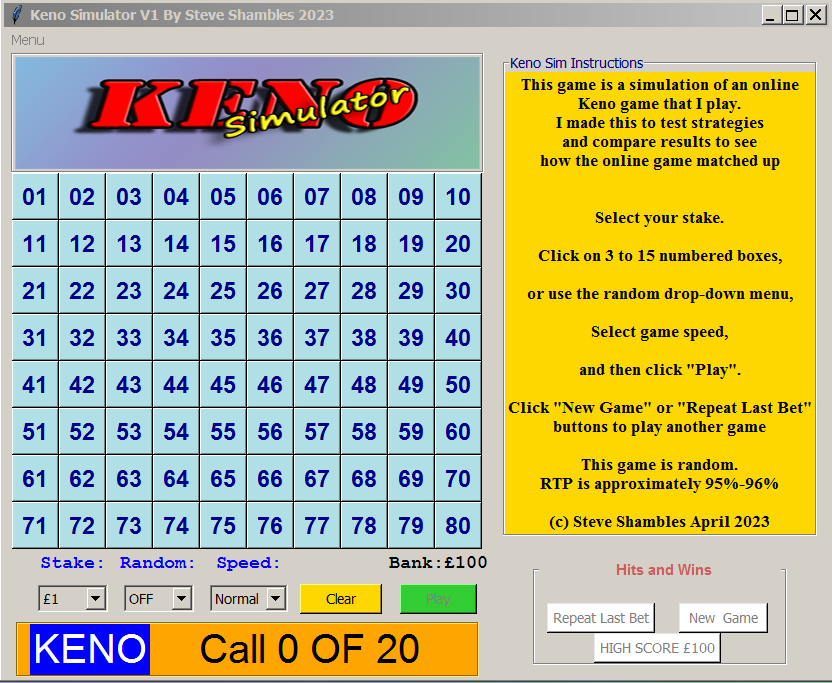 Keno Simulator V1 By Steve Shambles 2023
Menu
KENO
Simulator
01 02 03 04 05 06 07 08 09 10
11 12 13 14 15 16 17 18 19 20
21 22 23 24 25 26 27 28 29 30
31 32 33 34 35 36 37 38 39 40
41 42 43 44 45 46 47 48 49 50
51 52 53 54 55 56 57 58 59 60
61 62 63 64 65 66 67 68 69 70
71 72 73 74 75 76 77 78 79 80
Stake: Random: Speed: Bank:£100
£1 OFF Normal Clear Play
KENO Call 0 OF 20
Keno Sim Instructions
This game is a simulation of an online
Keno game that I play.
I made this to test strategies
and compare results to see
how the online game matched up
Select your stake.
Click on 3 to 15 numbered boxes,
or use the random drop-down menu,
Select game speed,
and then click "Play".
Click "New Game" or "Repeat Last Bet"
buttons to play another game
This game is random.
RTP is approximately 95%-96%
(c) Steve Shambles April 2023
Hits and Wins
Repeat Last Bet New Game
HIGH SCORE £100